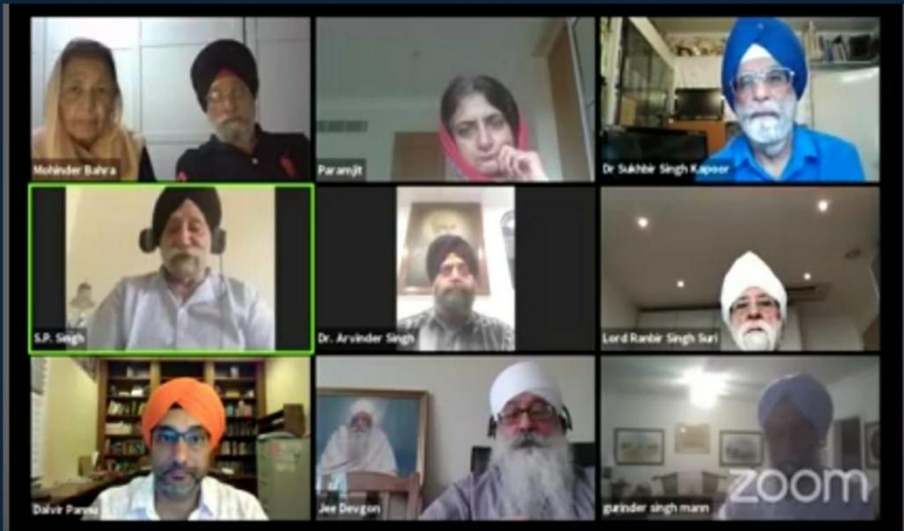 Mohinder Bahra
Paramjit
Dr Sukhbir Singh Kapoor
S.P. Singh
Dr. Arvinder Singh
Lord Ranbir Singh Suri
Dalvir Pannu
Jee Devgon
gurinder singh mann
zoom